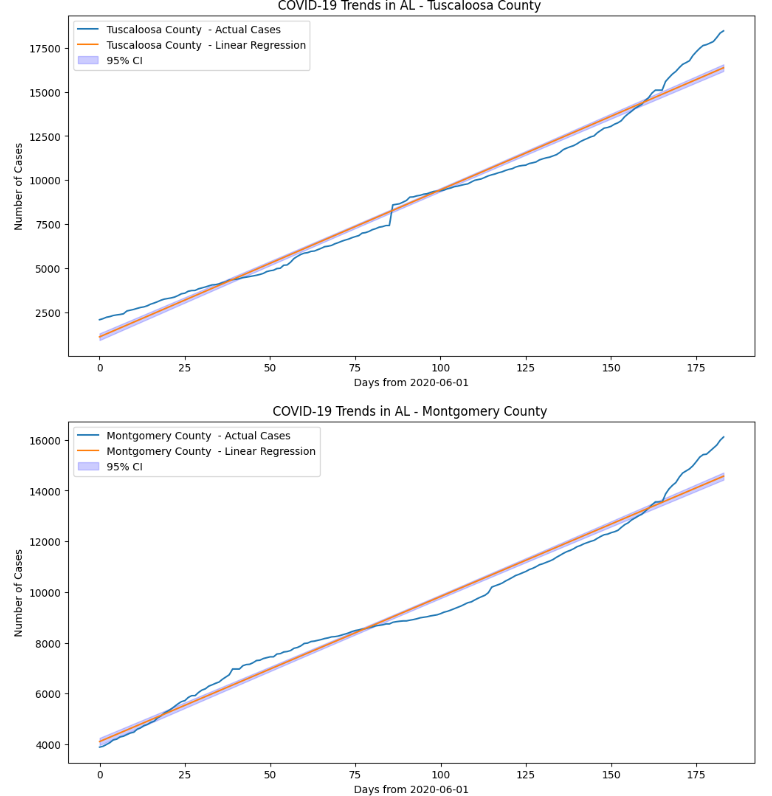 COVID-19 Trends in AL - Tuscaloosa County
Tuscaloosa County - Actual Cases
Tuscaloosa County - Linear Regression
95% CI
17500
15000
12500
10000
7500
5000
2500
Number of Cases
0 25 50 75 100 125 150 175
Days from 2020-06-01
COVID-19 Trends in AL - Montgomery County
Montgomery County - Actual Cases
Montgomery County - Linear Regression
95% CI
16000
14000
12000
10000
8000
6000
4000
Number of Cases
0 25 50 75 100 125 150 175
Days from 2020-06-01